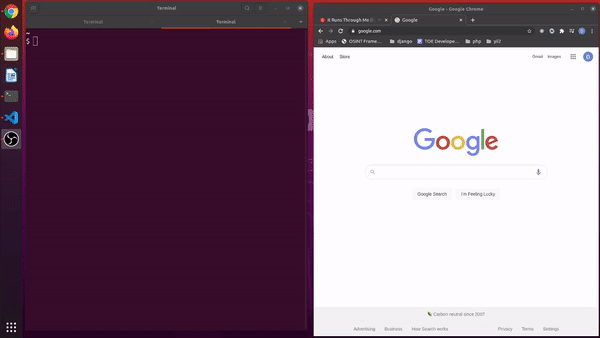 Terminal
Terminal
Terminal
~
$
Google - Google Chrome
It Runs Through Me
Google
google.com
Apps
OSINT Frame...
django
TOE Develope...
php
yii2
About
Store
Gmail
Images
D
Google
Google Search
I'm Feeling Lucky
Carbon neutral since 2007
Advertising
Business
How Search works
Privacy
Terms
Settings